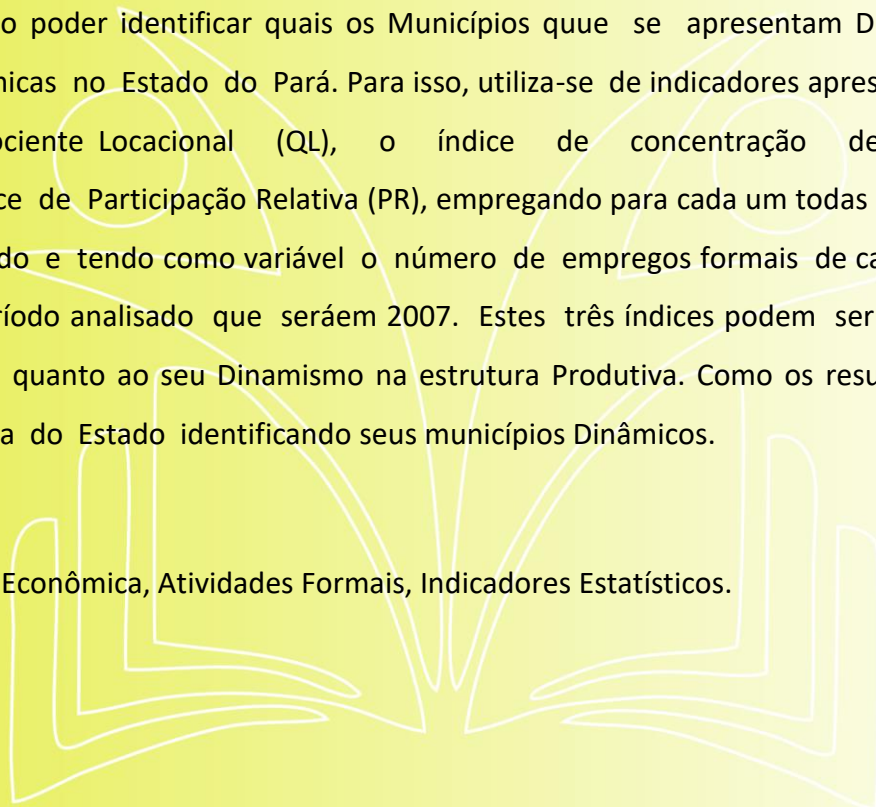 o poder identificar quais os Municípios quue se apresentam D
nicas no Estado do Pará. Para isso, utiliza-se de indicadores apres
ociente Locacional (QL), o índice de concentração de
ce de Participação Relativa (PR), empregando para cada um todas
do e tendo como variável o número de empregos formais de ca
ríodo analisado que seráem 2007. Estes três índices podem ser
quanto ao seu Dinamismo na estrutura Produtiva. Como os resu
a do Estado identificando seus municípios Dinâmicos.
Econômica, Atividades Formais, Indicadores Estatísticos.